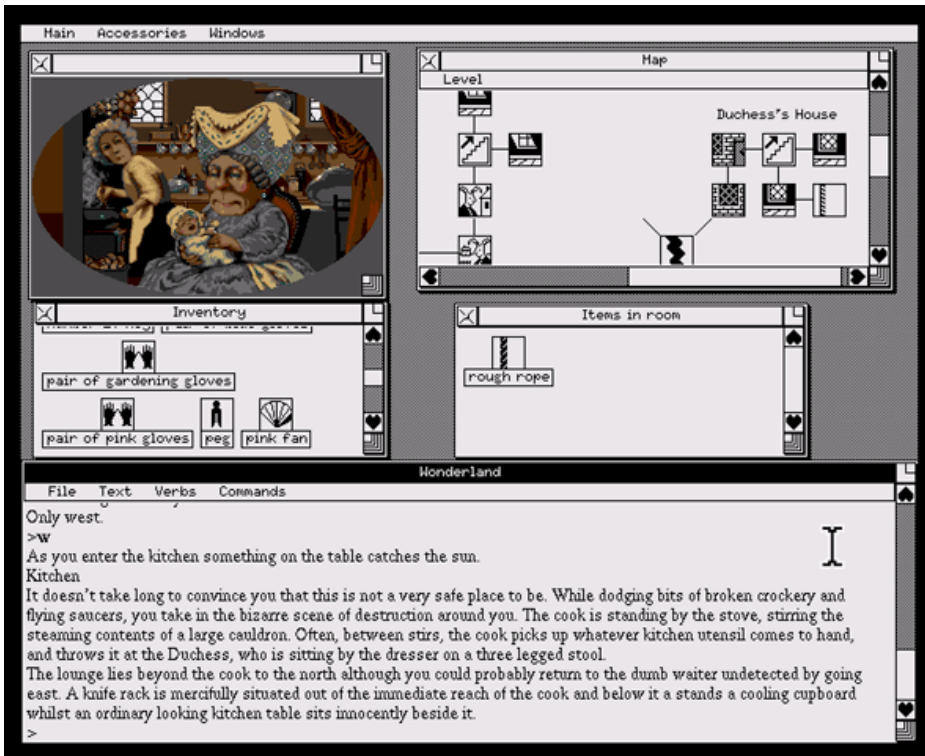 Main Accessories Windows
Map
Level
Duchess's House
Inventory
pair of gardening gloves
pair of pink gloves peg pink fan
Items in room
rough rope
Wonderland
File Text Verbs Commands
Only west.
>w
As you enter the kitchen something on the table catches the sun.
Kitchen
It doesn't take long to convince you that this is not a very safe place to be. While dodging bits of broken crockery and
flying saucers, you take in the bizarre scene of destruction around you. The cook is standing by the stove, stirring the
steaming contents of a large cauldron. Often, between stirs, the cook picks up whatever kitchen utensil comes to hand,
and throws it at the Duchess, who is sitting by the dresser on a three legged stool.
The lounge lies beyond the cook to the north although you could probably return to the dumb waiter undetected by going
east. A knife rack is mercifully situated out of the immediate reach of the cook and below it a stands a cooling cupboard
whilst an ordinary looking kitchen table sits innocently beside it.
>